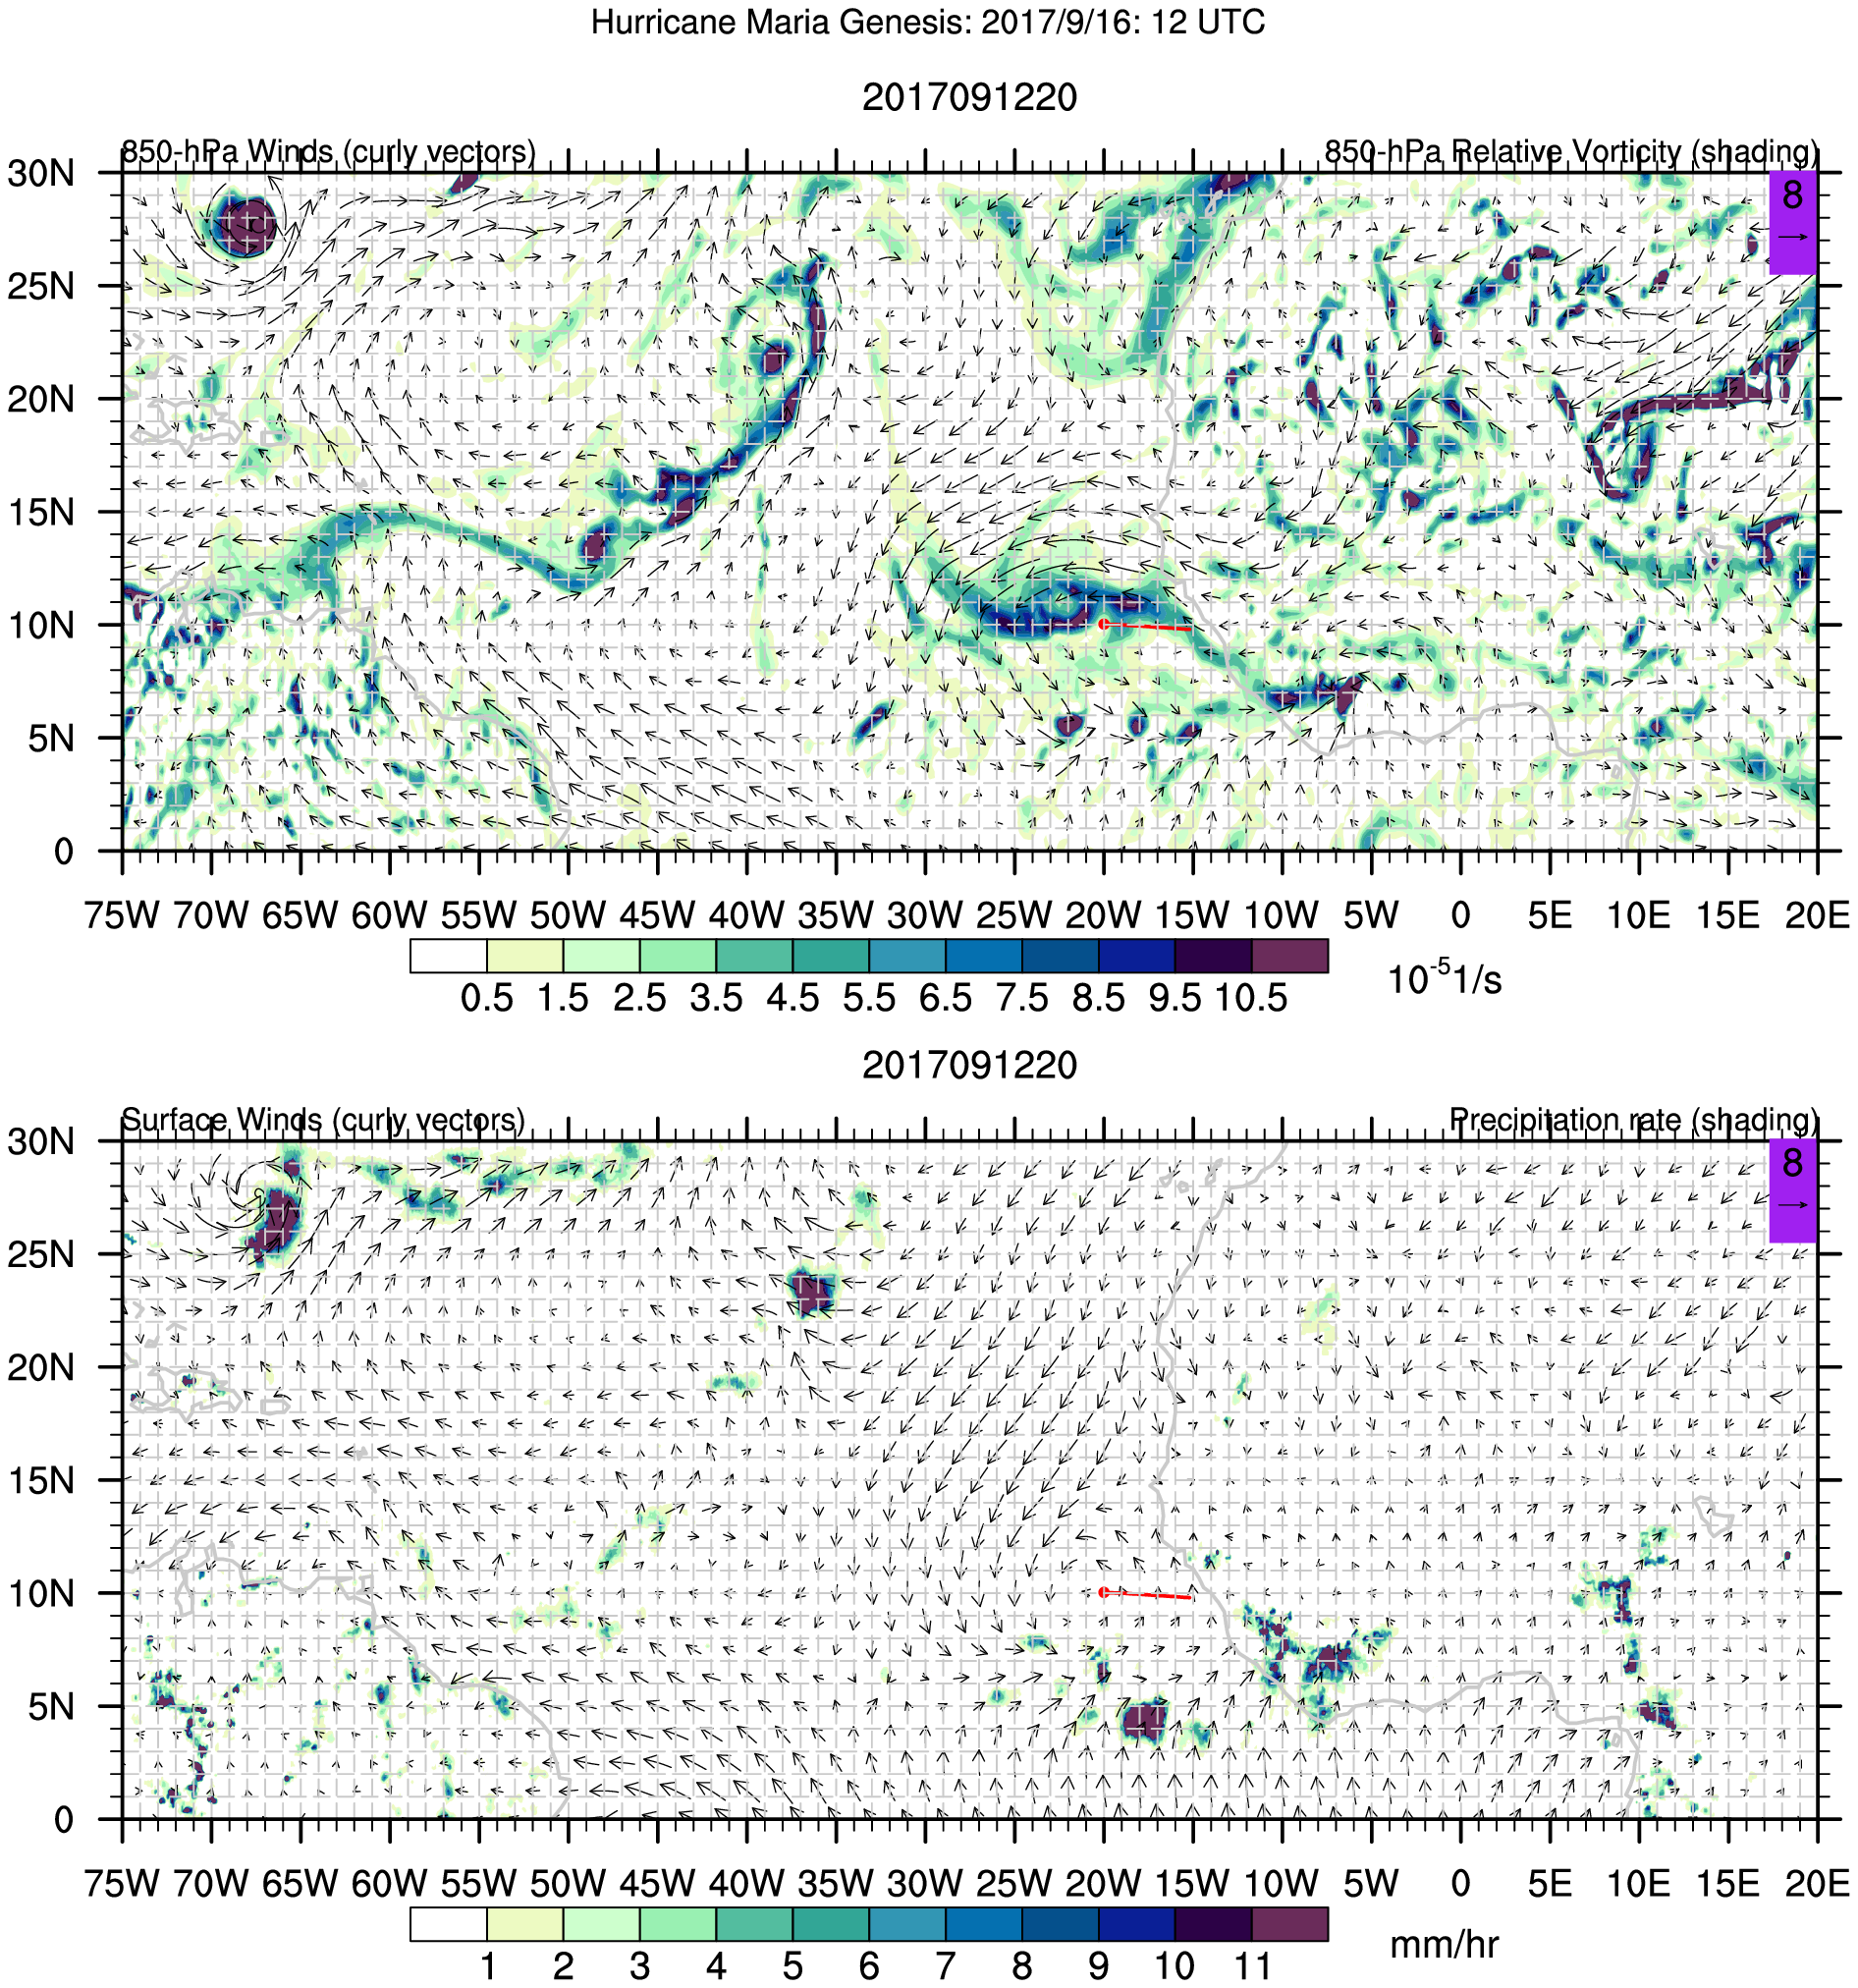 Hurricane Maria Genesis: 2017/9/16: 12 UTC
2017091220
850-hPa Winds (curly vectors) 850-hPa Relative Vorticity (shading)
30N
8
25N
20N
15N
10N
5N
0
75W 70W 65W 60W 55W 50W 45W 40W 35W 30W 25W 20W 15W 10W 5W 0 5E 10E 15E 20E
0.5 1.5 2.5 3.5 4.5 5.5 6.5 7.5 8.5 9.5 10.5 10⁻⁵1/s
2017091220
Surface Winds (curly vectors) Precipitation rate (shading)
30N
8
25N
20N
15N
10N
5N
0
75W 70W 65W 60W 55W 50W 45W 40W 35W 30W 25W 20W 15W 10W 5W 0 5E 10E 15E 20E
1 2 3 4 5 6 7 8 9 10 11 mm/hr